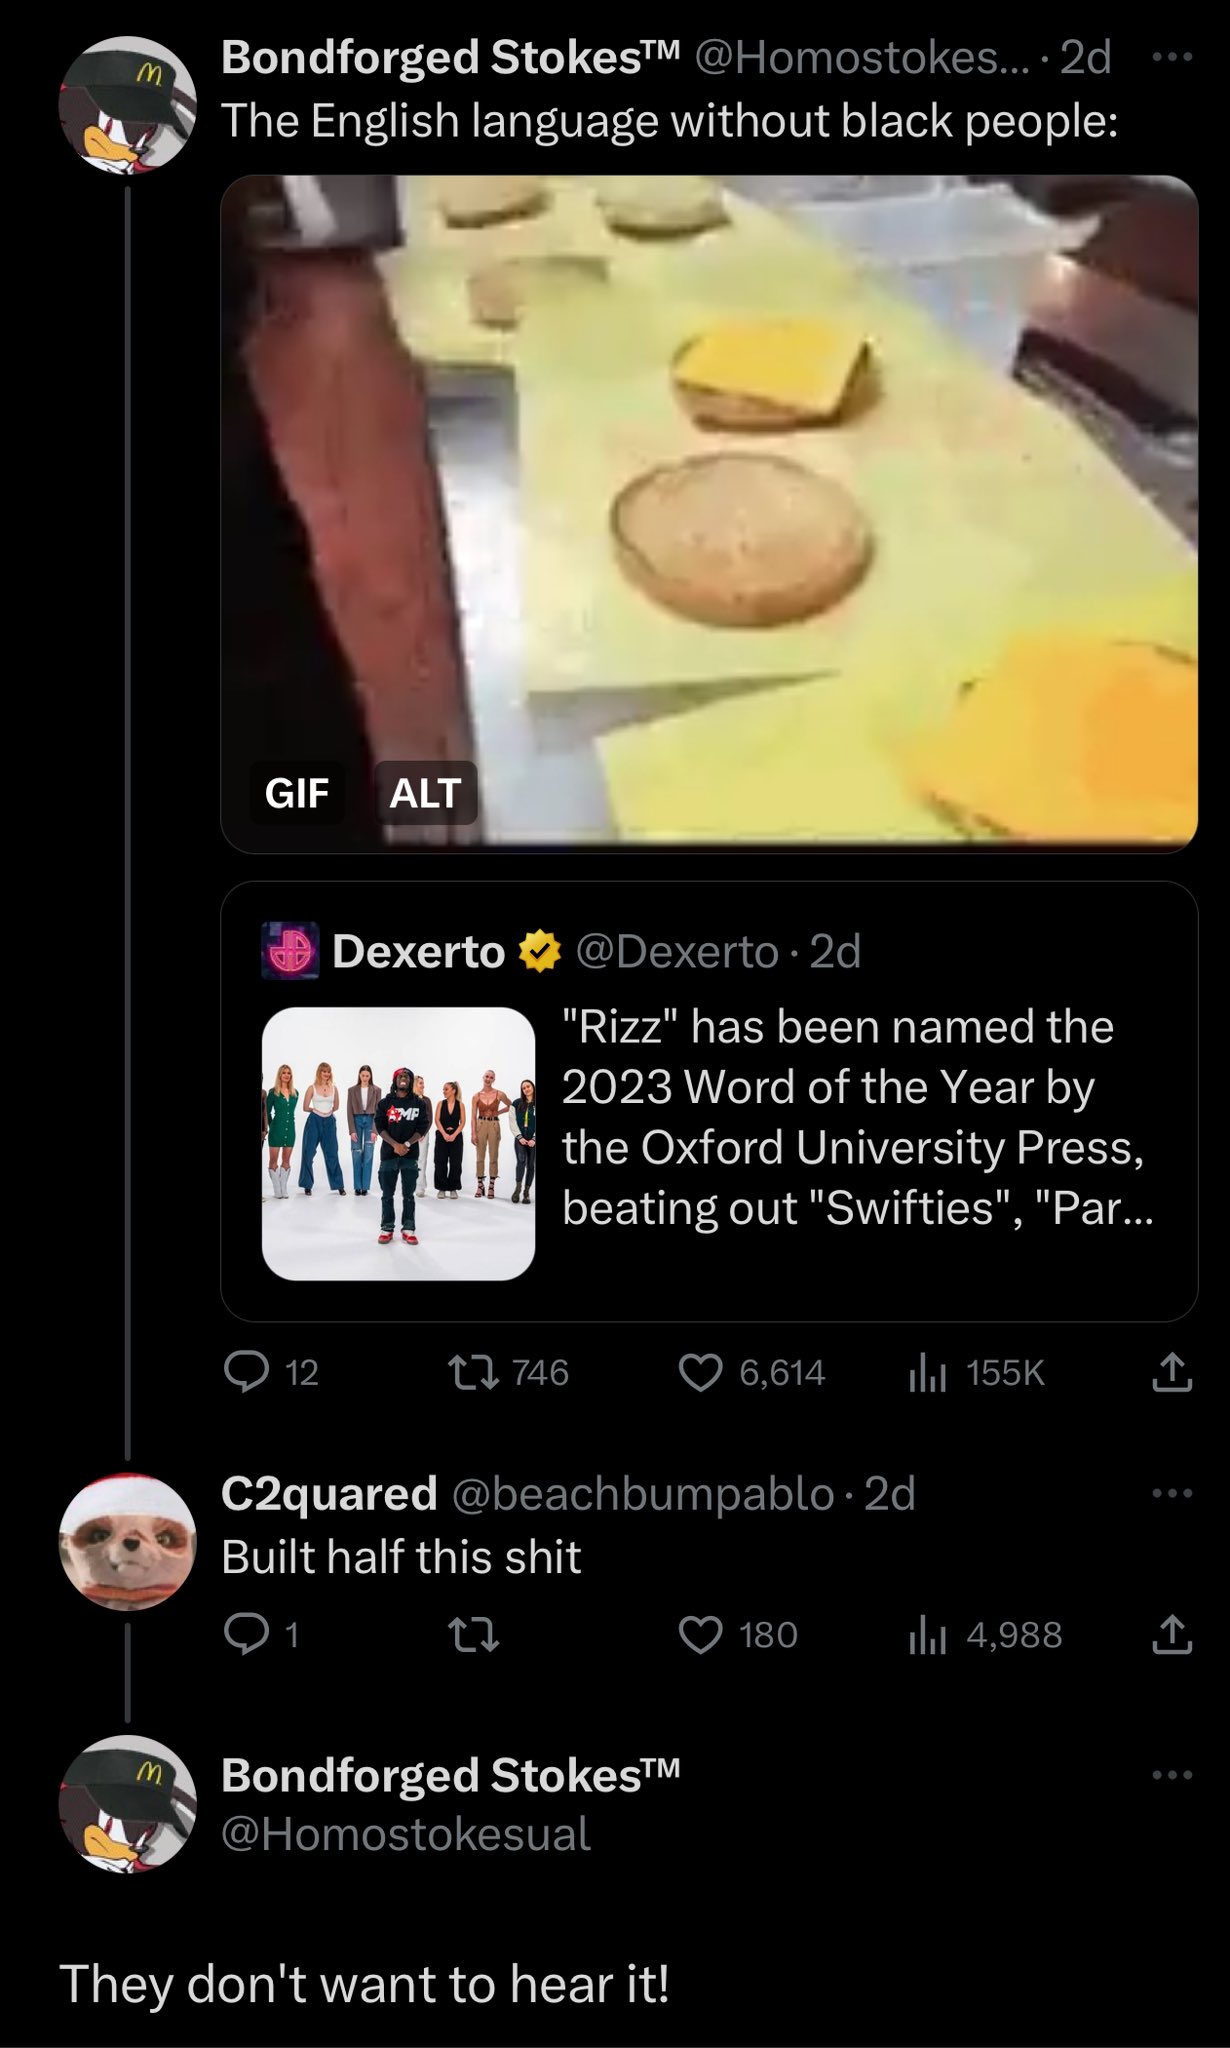 Bondforged Stokes™ @Homostokes... · 2d
The English language without black people:
GIF ALT
Dexerto @Dexerto · 2d
"Rizz" has been named the
2023 Word of the Year by
the Oxford University Press,
beating out "Swifties", "Par...
12 746 6,614 155K
C2quared @beachbumpablo · 2d
Built half this shit
1 180 4,988
Bondforged Stokes™
@Homostokesual
They don't want to hear it!